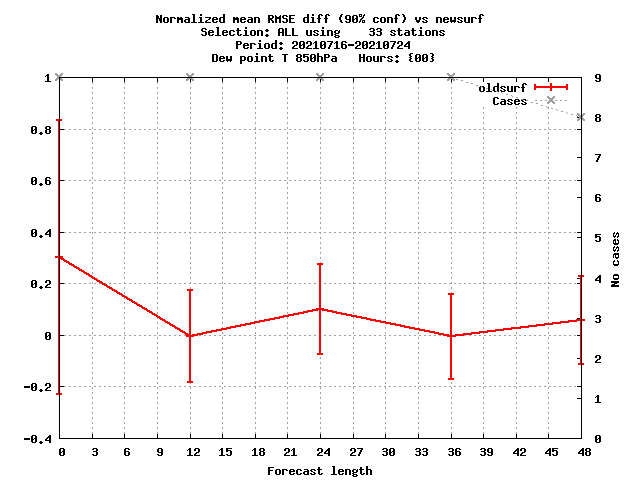 Normalized mean RMSE diff (90% conf) vs newsurf
Selection: ALL using    33 stations
Period: 20210716-20210724
Dew point T 850hPa   Hours: {00}
oldsurf
Cases
1
0.8
0.6
0.4
0.2
0
-0.2
-0.4
9
8
7
6
5
4
3
2
1
0
No cases
0 3 6 9 12 15 18 21 24 27 30 33 36 39 42 45 48
Forecast length